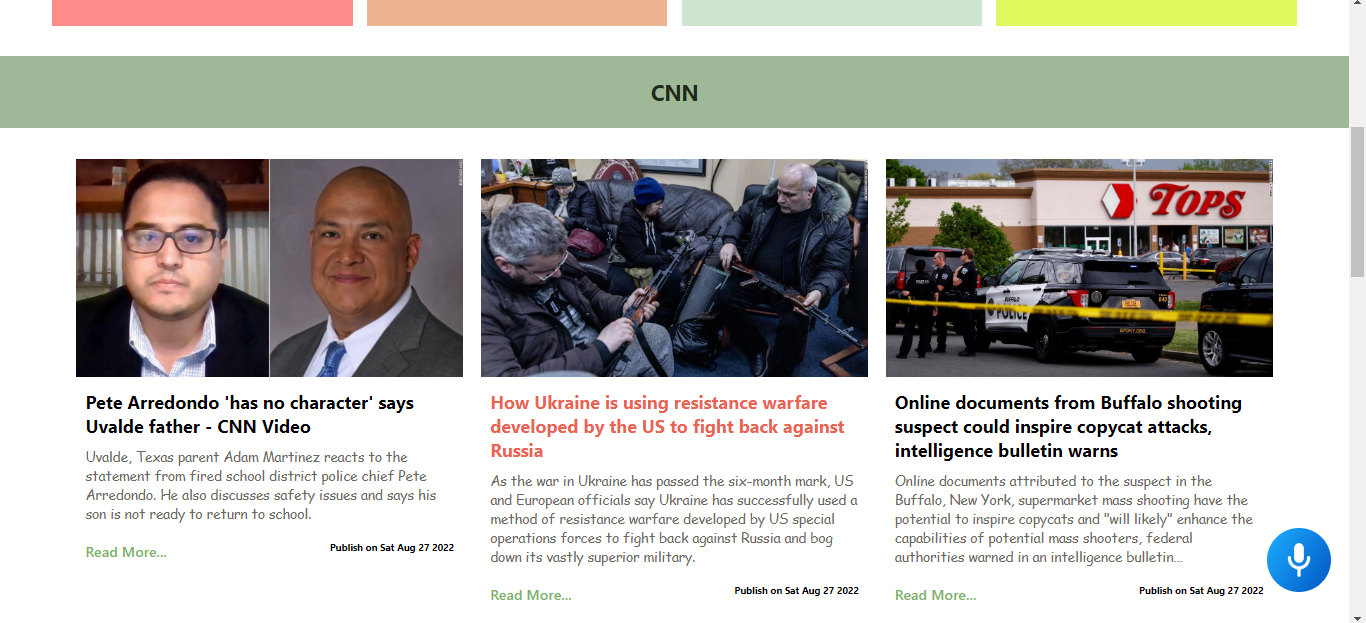 CNN
TOPS
POLICE
Pete Arredondo 'has no character' says
Uvalde father - CNN Video
Uvalde, Texas parent Adam Martinez reacts to the
statement from fired school district police chief Pete
Arredondo. He also discusses safety issues and says his
son is not ready to return to school.
Read More...
Publish on Sat Aug 27 2022
How Ukraine is using resistance warfare
developed by the US to fight back against
Russia
As the war in Ukraine has passed the six-month mark, US
and European officials say Ukraine has successfully used a
method of resistance warfare developed by US special
operations forces to fight back against Russia and bog
down its vastly superior military.
Read More...
Publish on Sat Aug 27 2022
Online documents from Buffalo shooting
suspect could inspire copycat attacks,
intelligence bulletin warns
Online documents attributed to the suspect in the
Buffalo, New York, supermarket mass shooting have the
potential to inspire copycats and "will likely" enhance the
capabilities of potential mass shooters, federal
authorities warned in an intelligence bulletin...
Read More...
Publish on Sat Aug 27 2022